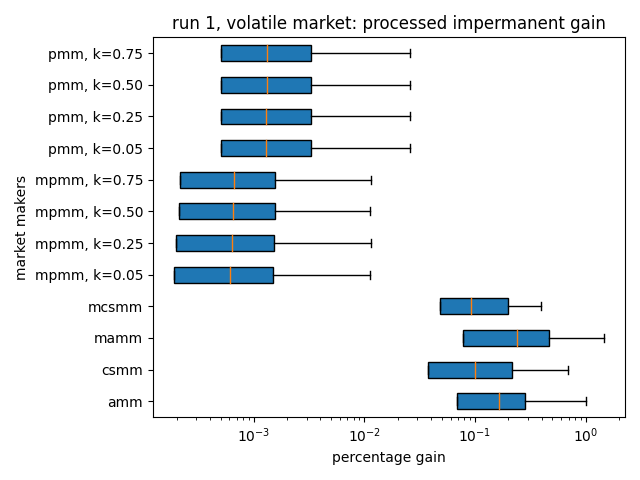 run 1, volatile market: processed impermanent gain
pmm, k=0.75
pmm, k=0.50
pmm, k=0.25
pmm, k=0.05
mpmm, k=0.75
mpmm, k=0.50
mpmm, k=0.25
mpmm, k=0.05
mcsmm
mamm
csmm
amm
market makers
10⁻³ 10⁻² 10⁻¹ 10⁰
percentage gain